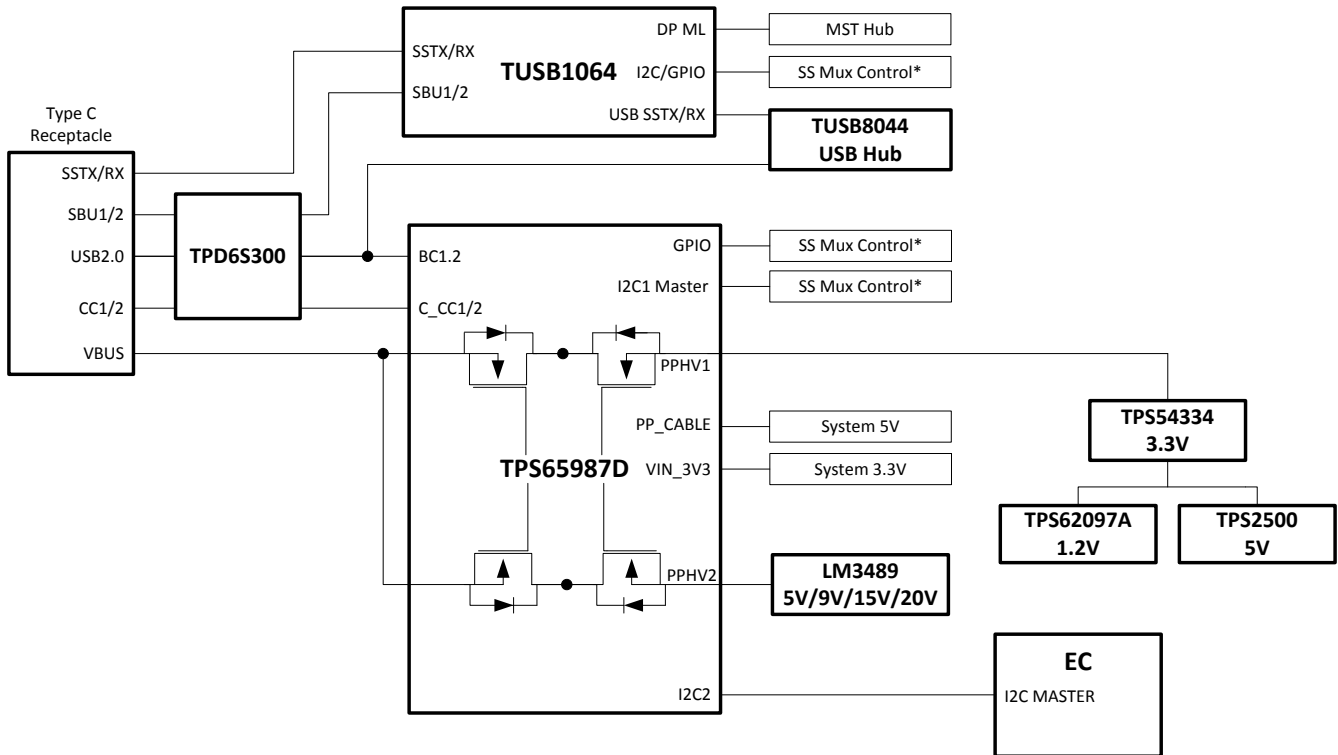 DP ML
MST Hub
SSTX/RX
TUSB1064
I2C/GPIO
SS Mux Control*
SBU1/2
USB SSTX/RX
TUSB8044
USB Hub
Type C
Receptacle
SSTX/RX
SBU1/2
TPD6S300
USB2.0
CC1/2
VBUS
BC1.2
C_CC1/2
GPIO
SS Mux Control*
I2C1 Master
SS Mux Control*
PPHV1
PP_CABLE
System 5V
TPS65987D
VIN_3V3
System 3.3V
PPHV2
LM3489
5V/9V/15V/20V
TPS54334
3.3V
TPS62097A
1.2V
TPS2500
5V
I2C2
EC
I2C MASTER